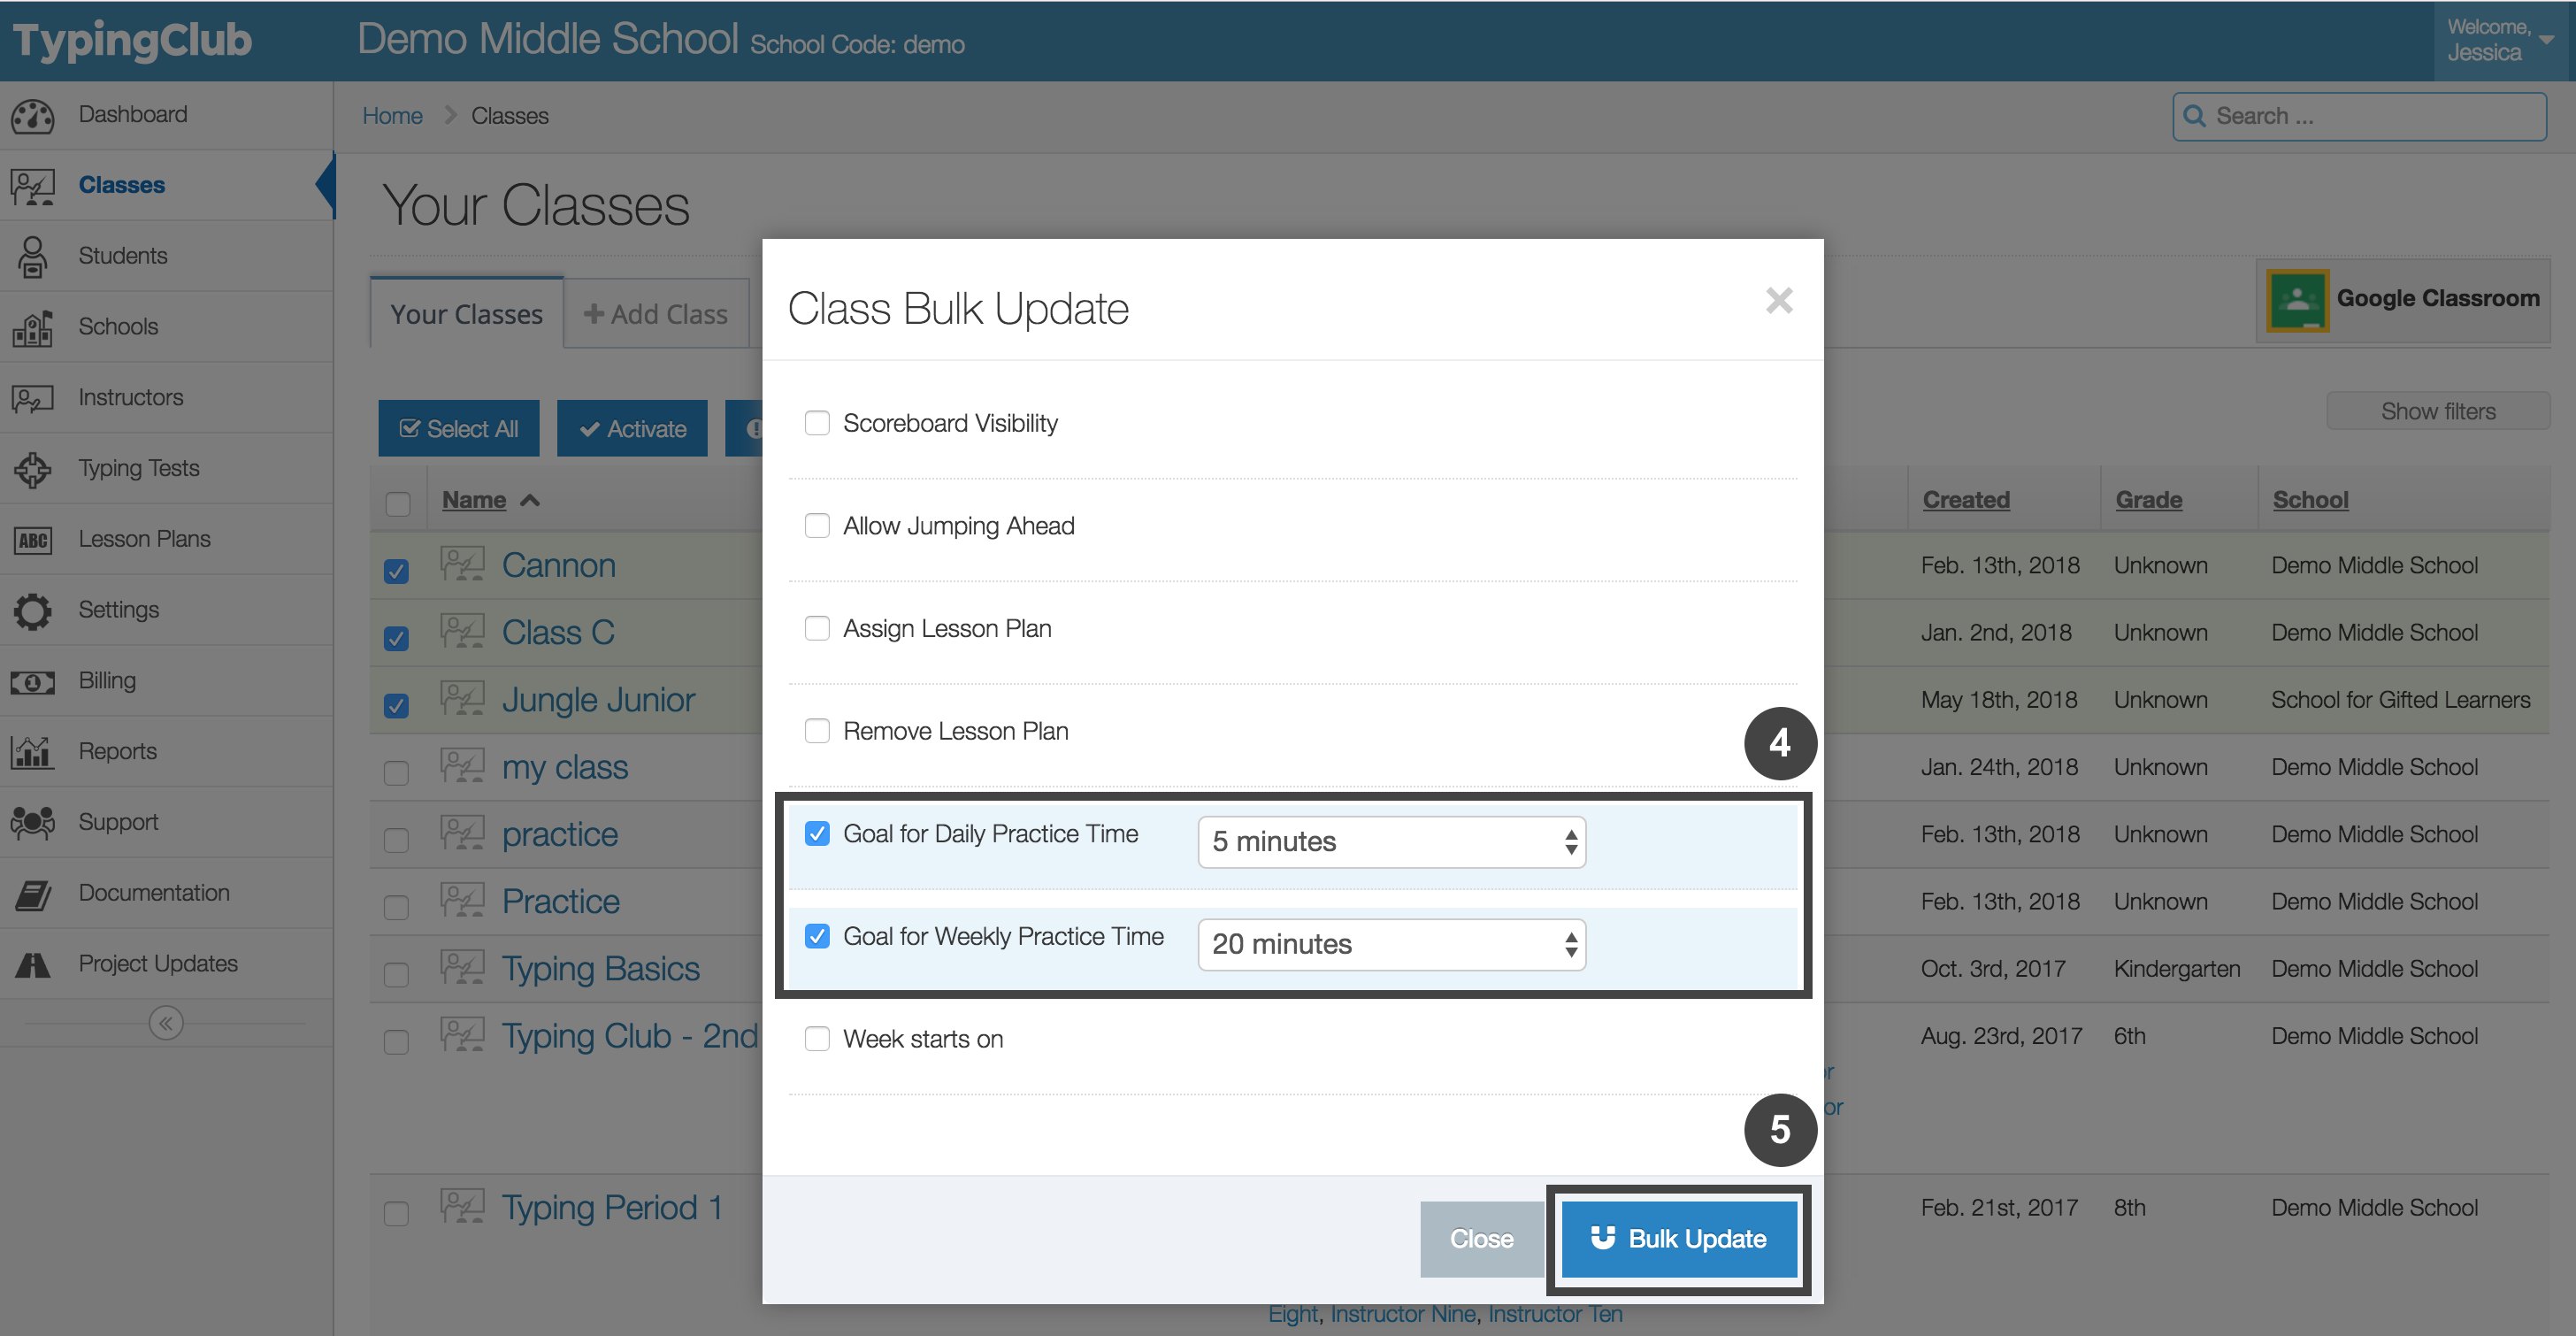 TypingClub
Demo Middle School School Code: demo
Welcome,
Jessica
Dashboard
Classes
Students
Schools
Instructors
Typing Tests
ABC
Lesson Plans
Settings
1
Billing
Reports
Support
Documentation
Project Updates
Home Classes
Search ...
Your Classes
Your Classes
Add Class
Google Classroom
Select All
Activate
Show filters
Name Created Grade School
Cannon Feb. 13th, 2018 Unknown Demo Middle School
Class C Jan. 2nd, 2018 Unknown Demo Middle School
Jungle Junior May 18th, 2018 Unknown School for Gifted Learners
my class Jan. 24th, 2018 Unknown Demo Middle School
practice Feb. 13th, 2018 Unknown Demo Middle School
Practice Feb. 13th, 2018 Unknown Demo Middle School
Typing Basics Oct. 3rd, 2017 Kindergarten Demo Middle School
Typing Club - 2nd Aug. 23rd, 2017 6th Demo Middle School
or
or
Typing Period 1 Feb. 21st, 2017 8th Demo Middle School
Eight, Instructor Nine, Instructor Ten
Class Bulk Update
Scoreboard Visibility
Allow Jumping Ahead
Assign Lesson Plan
Remove Lesson Plan
4
Goal for Daily Practice Time 5 minutes
Goal for Weekly Practice Time 20 minutes
Week starts on
5
Close
Bulk Update